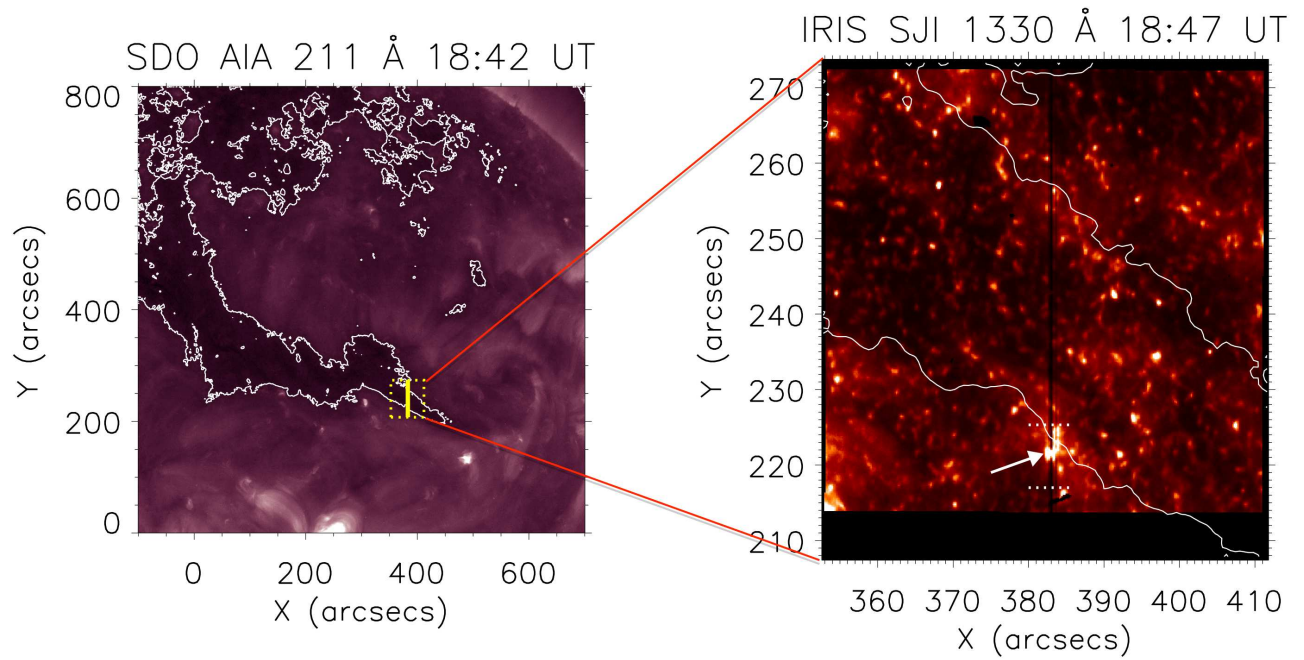 SDO AIA 211 Å 18:42 UT
800
600
400
200
0
Y (arcsecs)
0 200 400 600
X (arcsecs)
IRIS SJI 1330 Å 18:47 UT
270
260
250
240
230
220
210
Y (arcsecs)
360 370 380 390 400 410
X (arcsecs)